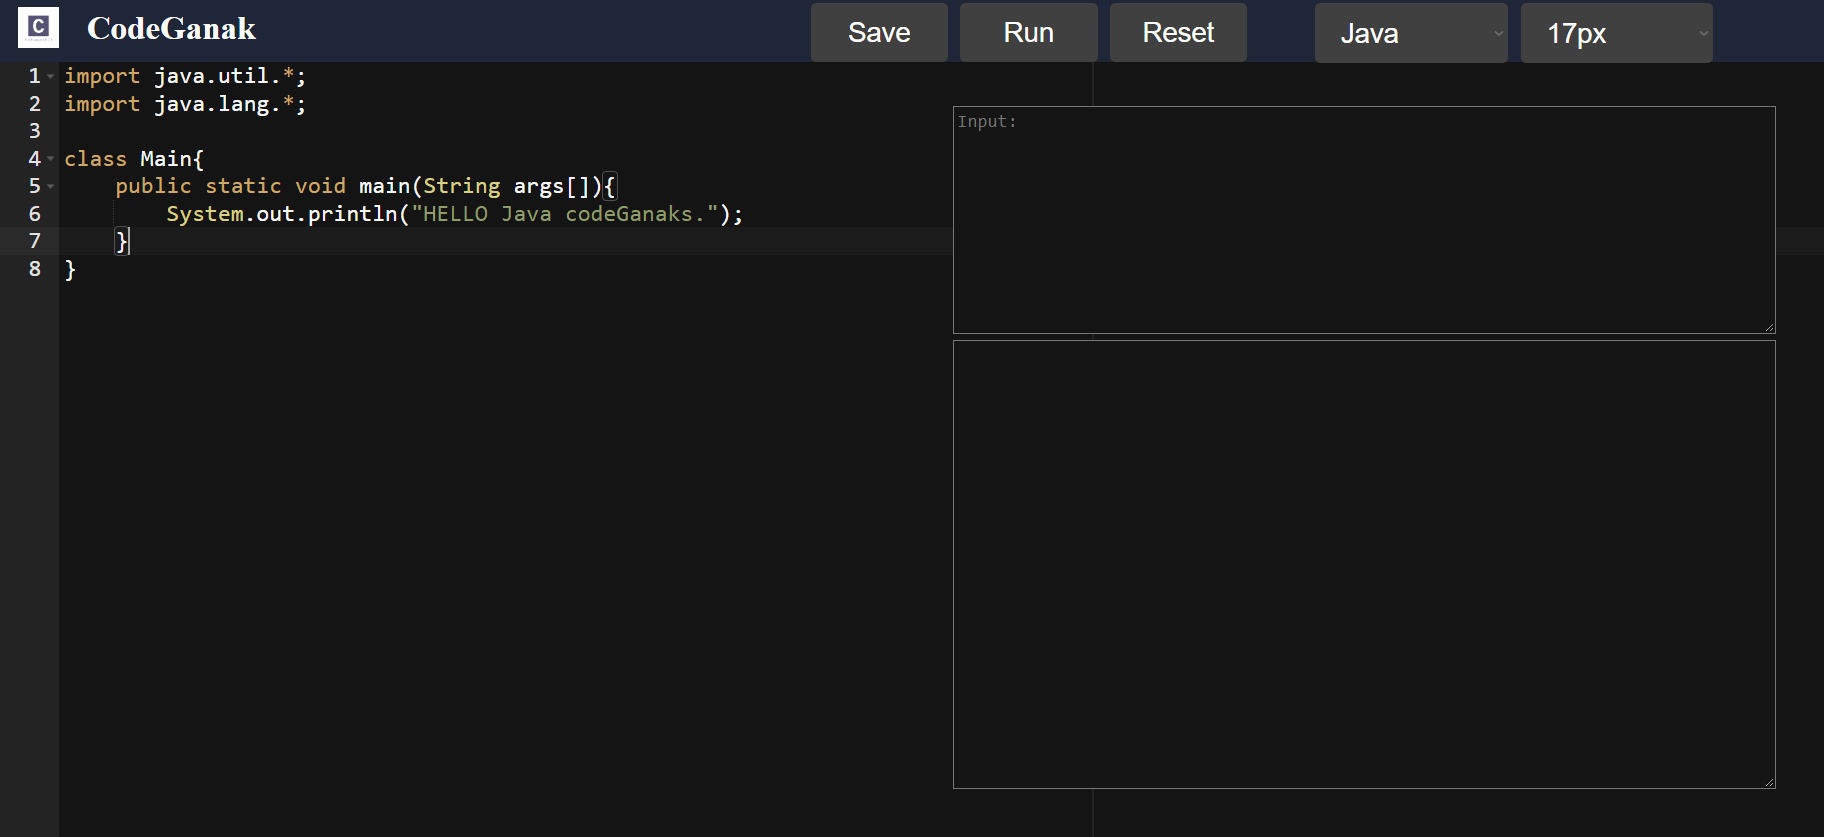 C CodeGanak Save Run Reset Java 17px
1 import java.util.*;
2 import java.lang.*;
3
4 class Main{
5 public static void main(String args[]){
6 System.out.println("HELLO Java codeGanaks.");
7 }
8 }
Input: